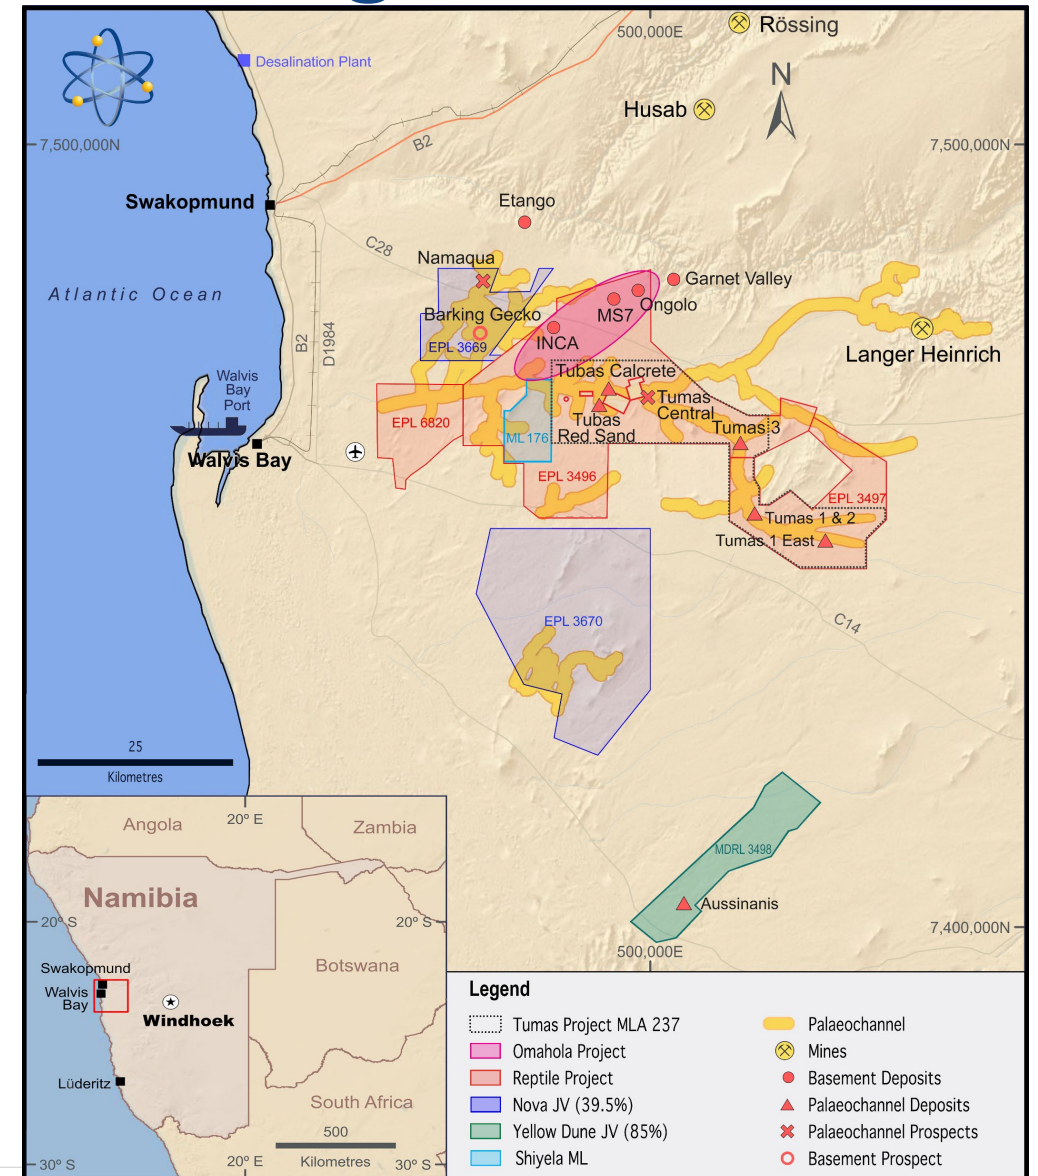 Rössing
500,000E
Desalination Plant
N
Husab
7,500,000N
7,500,000N
B2
Swakopmund
Etango
C28
Namaqua
Garnet Valley
Atlantic Ocean
Ongolo
MS7
Barking Gecko
INCA
B2
D1984
EPL 3669
Langer Heinrich
Walvis
Bay
Port
Tubas Calcrete
Tumas
Central
EPL 6820
Tubas
Red Sand
Tumas 3
ML 176
Walvis Bay
EPL 3496
EPL 3497
Tumas 1 & 2
Tumas 1 East
EPL 3670
C14
25
Kilometres
MDRL 3498
Aussinanis
7,400,000N
500,000E
Angola
20° E
Zambia
Namibia
20° S
20° S
Botswana
Swakopmund
Walvis
Bay
Windhoek
Lüderitz
South Africa
500
Kilometres
30° S
20° E
30° S
Legend
Tumas Project MLA 237
Omahola Project
Reptile Project
Nova JV (39.5%)
Yellow Dune JV (85%)
Shiyela ML
Palaeochannel
Mines
Basement Deposits
Palaeochannel Deposits
Palaeochannel Prospects
Basement Prospect